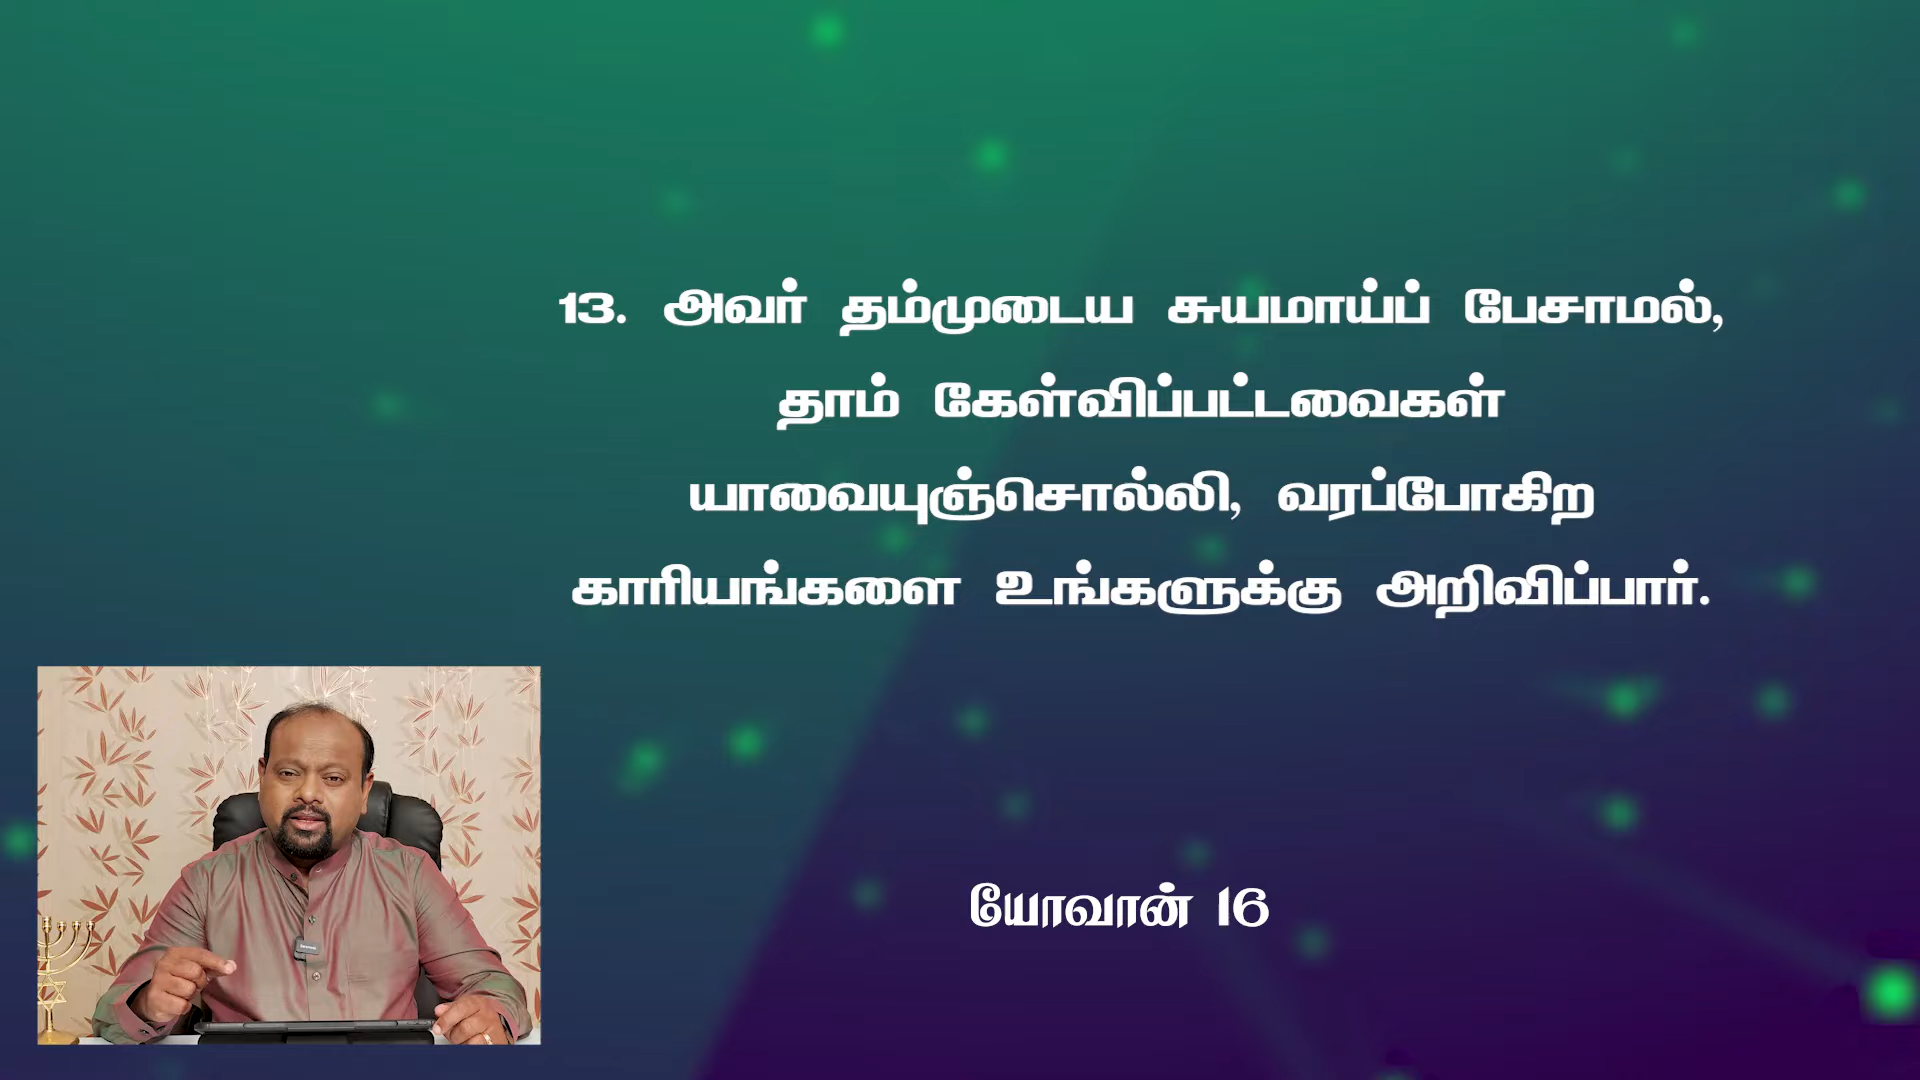 13. அவர் தம்முடைய சுயமாய்ப் பேசாமல்,
தாம் கேள்விப்பட்டவைகள்
யாவையுஞ்சொல்லி, வரப்போகிற
காரியங்களை உங்களுக்கு அறிவிப்பார்.
யோவான் 16